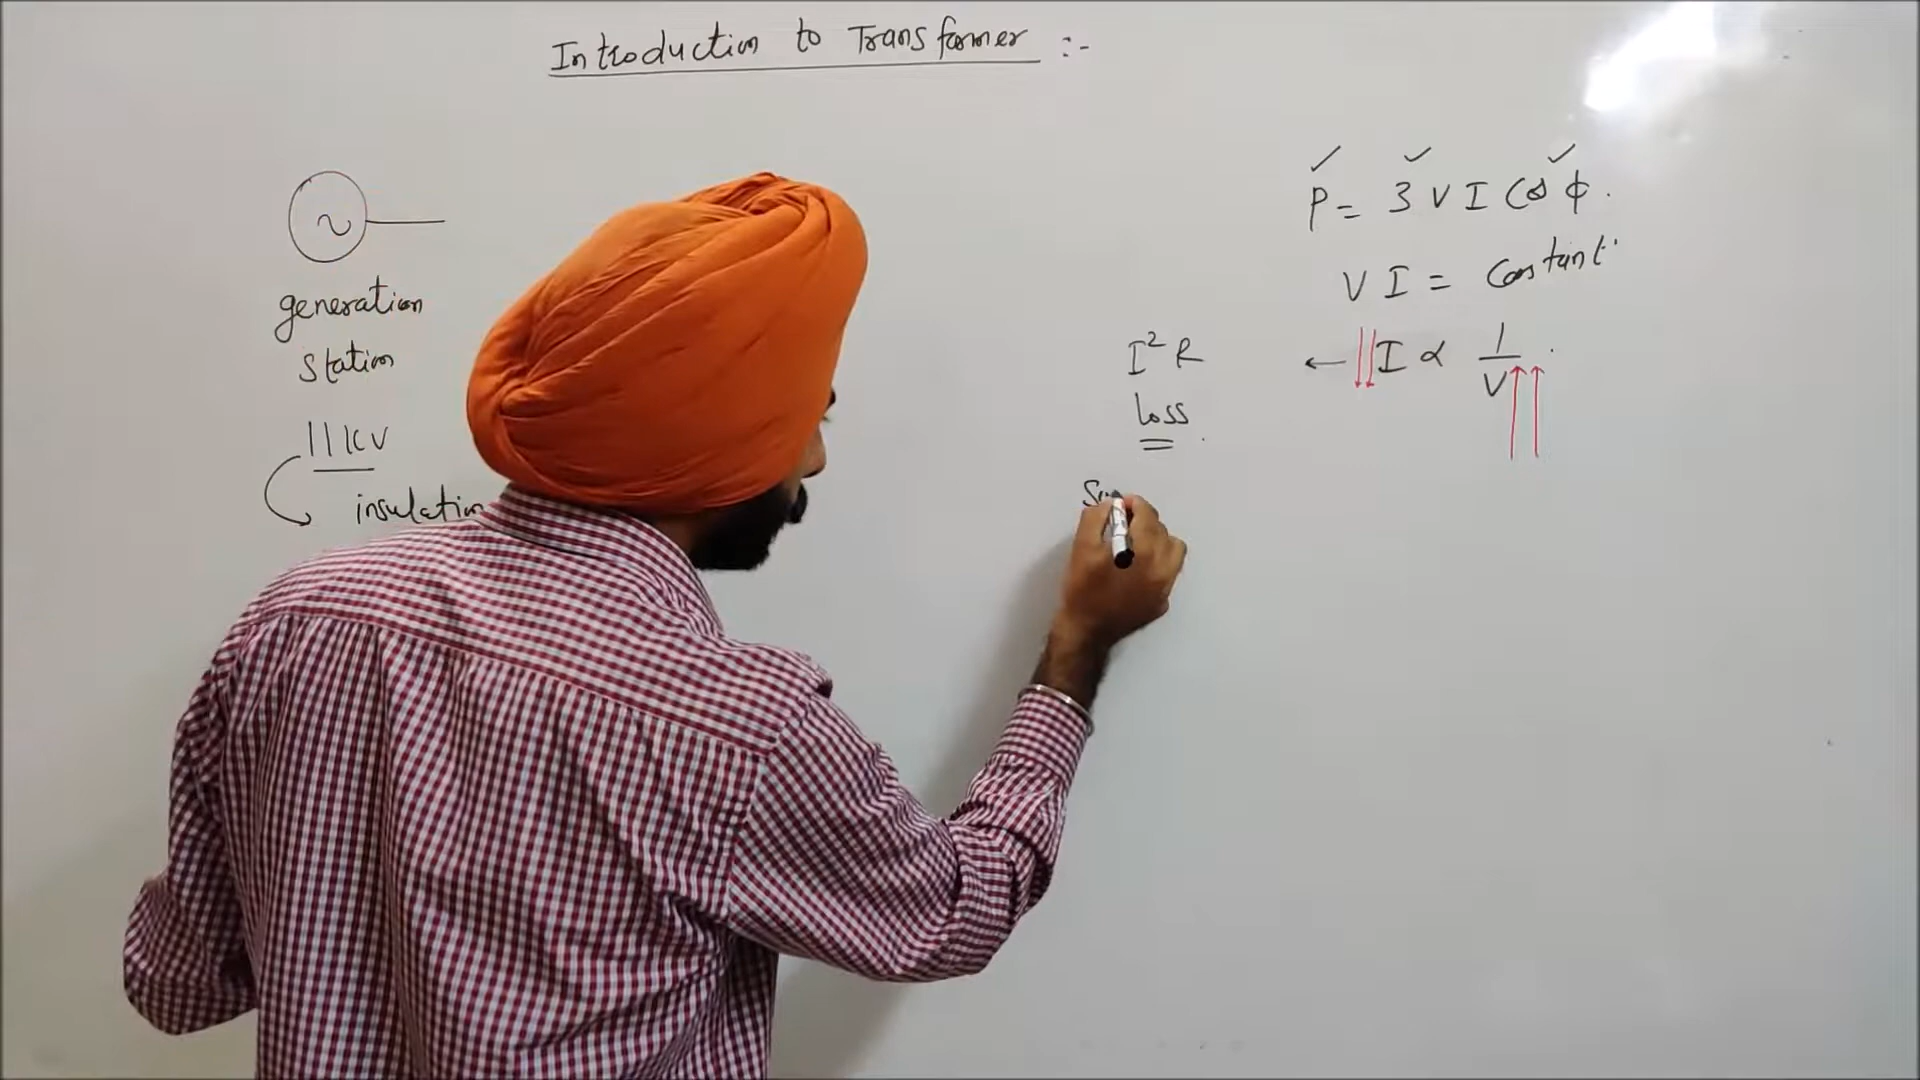 Introduction to Transformer :-
generation
station
11 KV
insulation
P = 3 V I Cos ϕ.
V I = Constant
I ∝ 1/V
I² R
loss